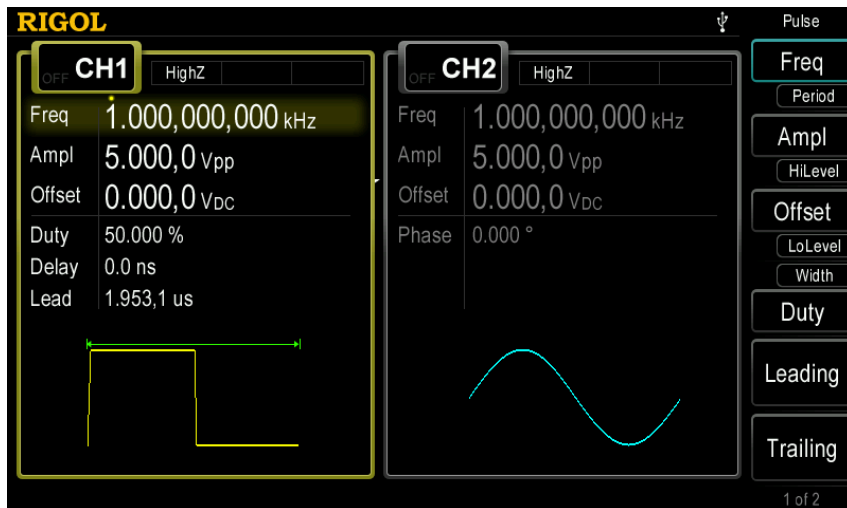 RIGOL
Pulse
OFF CH1 HighZ
Freq 1.000,000,000 kHz
Ampl 5.000,0 Vpp
Offset 0.000,0 VDC
Duty 50.000 %
Delay 0.0 ns
Lead 1.953,1 us
OFF CH2 HighZ
Freq 1.000,000,000 kHz
Ampl 5.000,0 Vpp
Offset 0.000,0 VDC
Phase 0.000 °
Freq
Period
Ampl
HiLevel
Offset
LoLevel
Width
Duty
Leading
Trailing
1 of 2